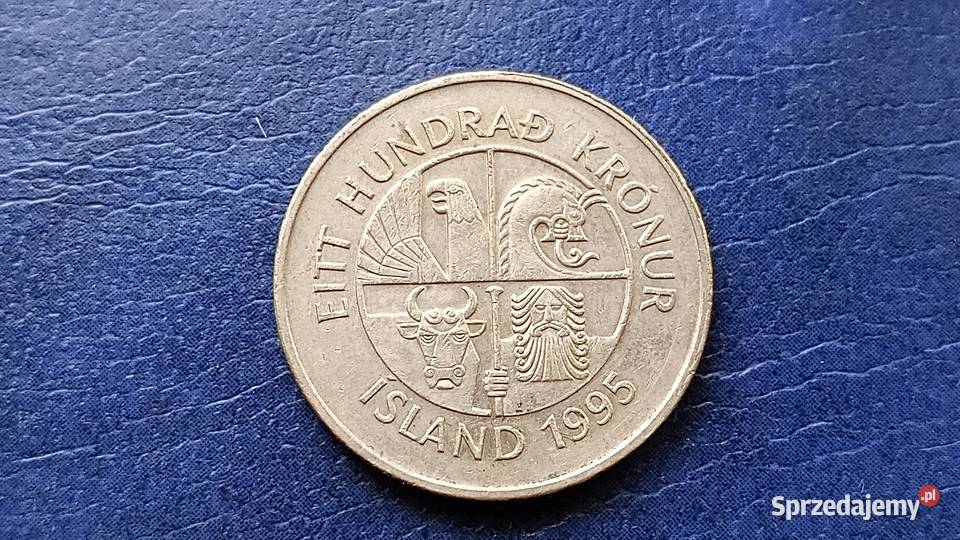 EITT HUNDRAÐ KRÓNUR
ÍSLAND 1995
Sprzedajemy.pl